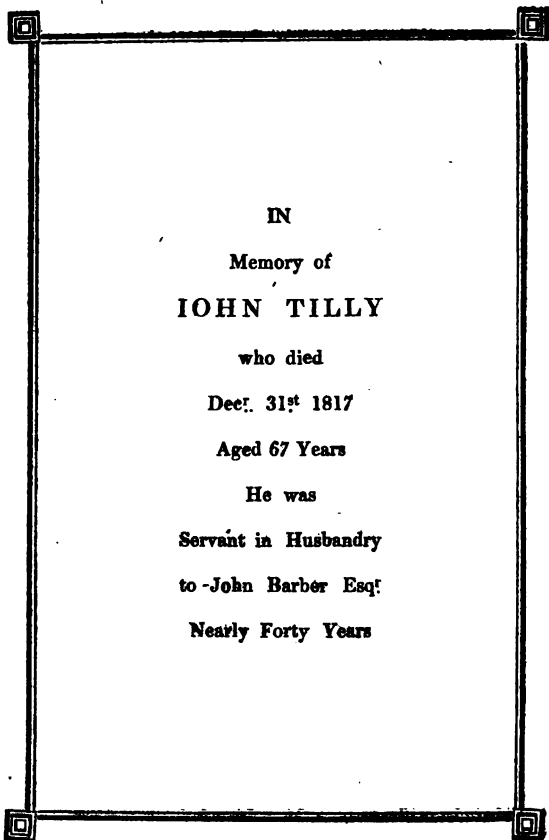 IN
Memory of
IOHN TILLY
who died
Decr. 31st 1817
Aged 67 Years
He was
Servant in Husbandry
to John Barber Esqr.
Nearly Forty Years